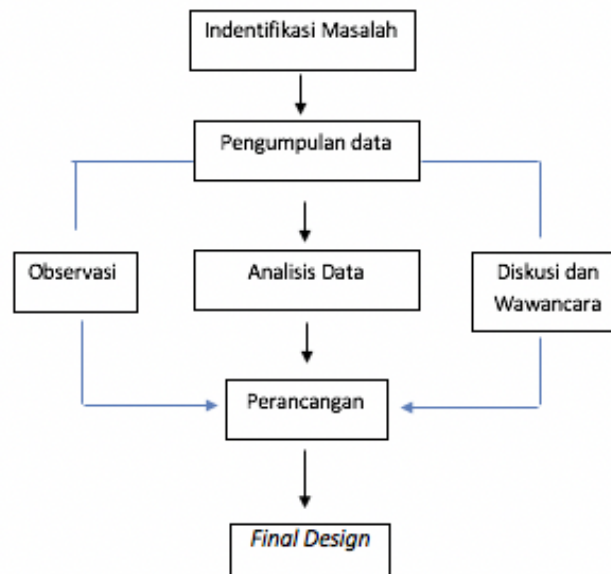 Indentifikasi Masalah
Pengumpulan data
Observasi
Analisis Data
Diskusi dan
Wawancara
Perancangan
Final Design